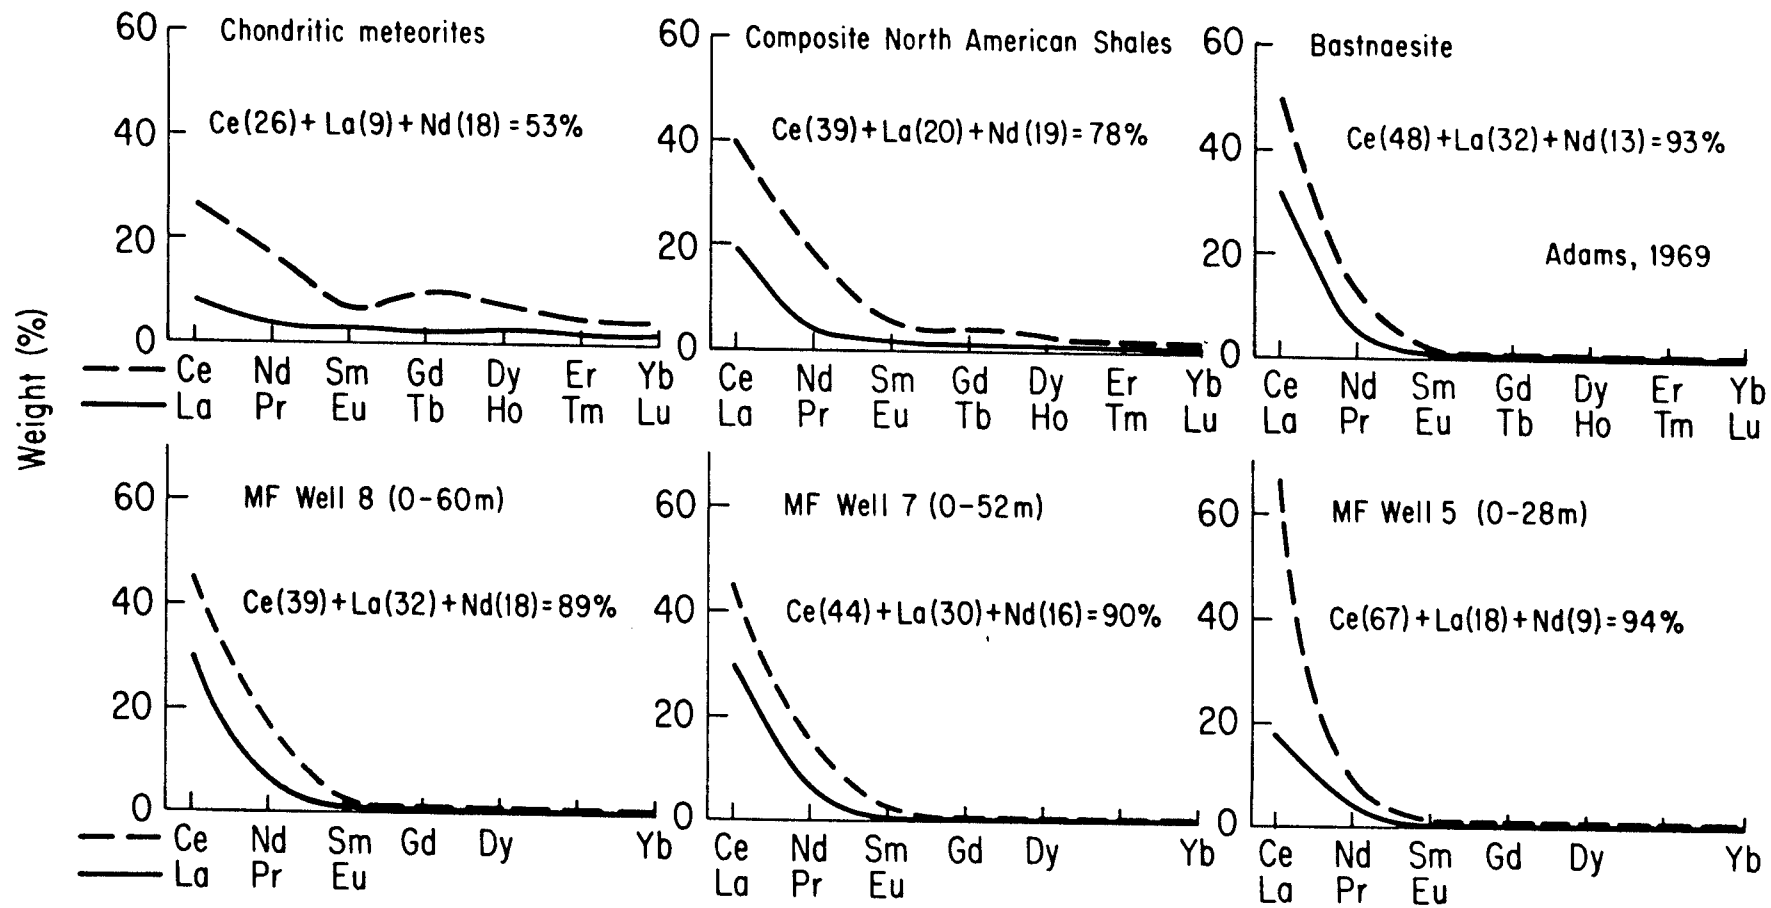 Weight (%)
Chondritic meteorites
Ce(26)+La(9)+Nd(18)=53%
60
40
20
0
Ce Nd Sm Gd Dy Er Yb
La Pr Eu Tb Ho Tm Lu
Composite North American Shales
Ce(39)+La(20)+Nd(19)=78%
60
40
20
0
Ce Nd Sm Gd Dy Er Yb
La Pr Eu Tb Ho Tm Lu
Bastnaesite
Ce(48)+La(32)+Nd(13)=93%
Adams, 1969
60
40
20
0
Ce Nd Sm Gd Dy Er Yb
La Pr Eu Tb Ho Tm Lu
MF Well 8 (0-60m)
Ce(39)+La(32)+Nd(18)=89%
60
40
20
0
Ce Nd Sm Gd Dy Yb
La Pr Eu
MF Well 7 (0-52m)
Ce(44)+La(30)+Nd(16)=90%
60
40
20
0
Ce Nd Sm Gd Dy Yb
La Pr Eu
MF Well 5 (0-28m)
Ce(67)+La(18)+Nd(9)=94%
60
40
20
0
Ce Nd Sm Gd Dy Yb
La Pr Eu